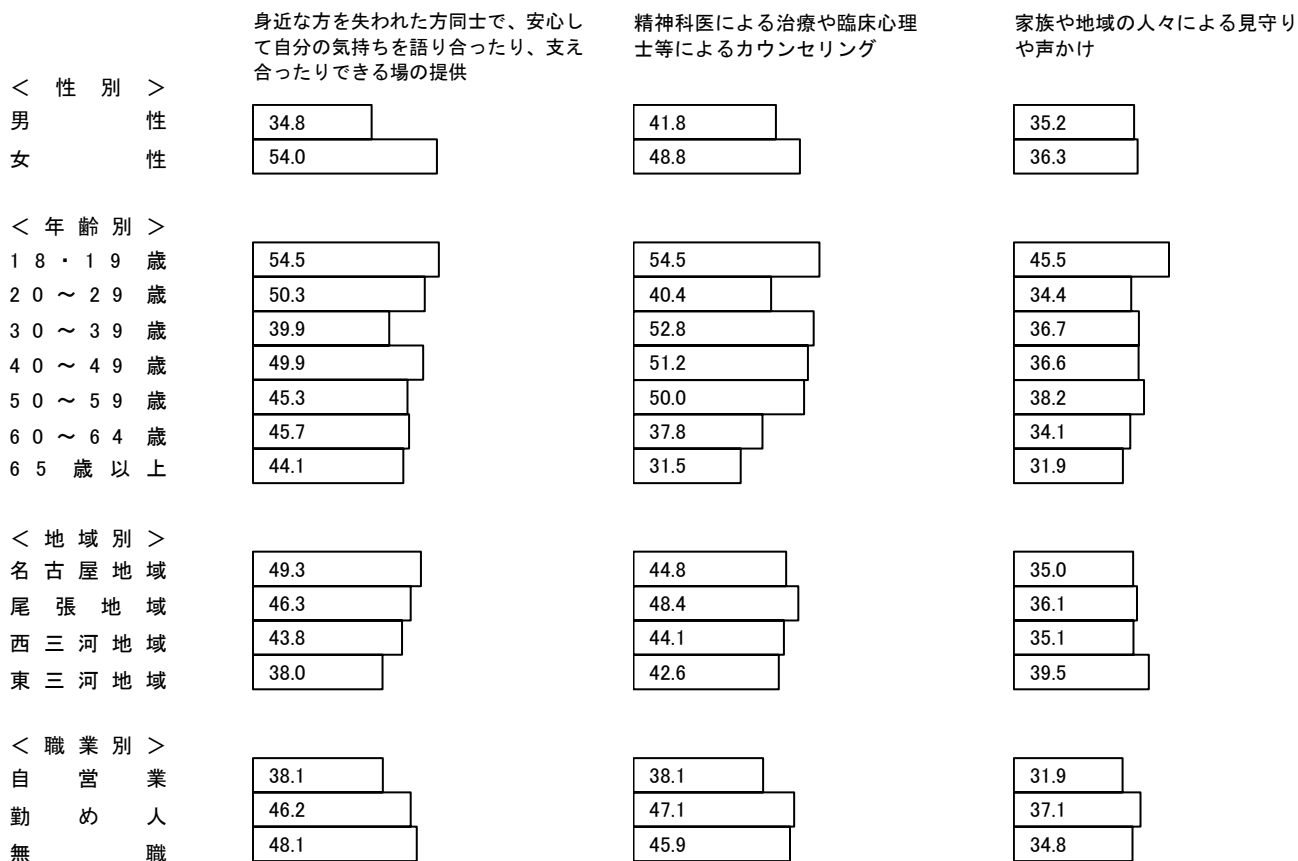 身近な方を失われた方同士で、安心し
て自分の気持ちを語り合ったり、支え
合ったりできる場の提供
精神科医による治療や臨床心理
士等によるカウンセリング
家族や地域の人々による見守り
や声かけ
＜性別＞
男性 34.8 41.8 35.2
女性 54.0 48.8 36.3
＜年齢別＞
18・19歳 54.5 54.5 45.5
20～29歳 50.3 40.4 34.4
30～39歳 39.9 52.8 36.7
40～49歳 49.9 51.2 36.6
50～59歳 45.3 50.0 38.2
60～64歳 45.7 37.8 34.1
65歳以上 44.1 31.5 31.9
＜地域別＞
名古屋地域 49.3 44.8 35.0
尾張地域 46.3 48.4 36.1
西三河地域 43.8 44.1 35.1
東三河地域 38.0 42.6 39.5
＜職業別＞
自営業 38.1 38.1 31.9
勤め人 46.2 47.1 37.1
無職 48.1 45.9 34.8